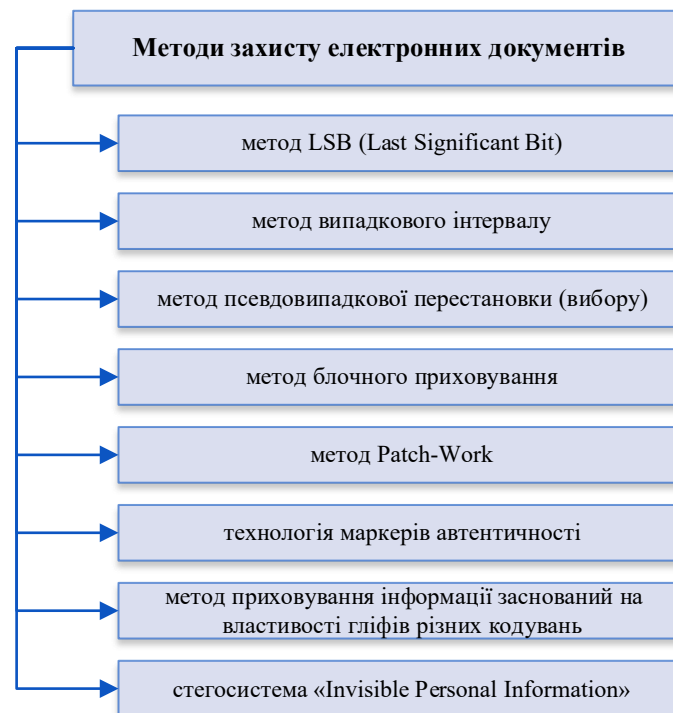 Методи захисту електронних документів
метод LSB (Last Significant Bit)
метод випадкового інтервалу
метод псевдовипадкової перестановки (вибору)
метод блочного приховування
метод Patch-Work
технологія маркерів автентичності
метод приховування інформації заснований на
властивості гліфів різних кодувань
стегосистема «Invisible Personal Information»